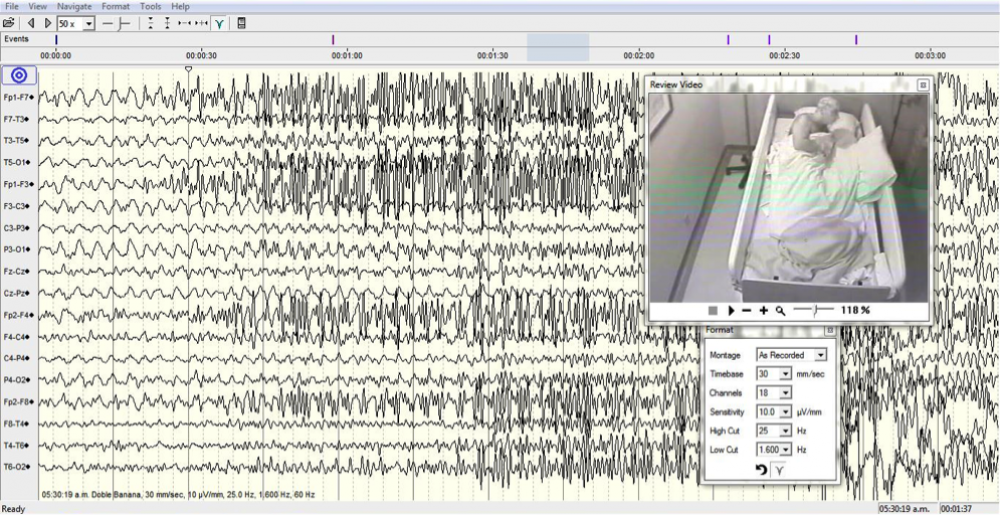 File View Navigate Format Tools Help
50 x
Events
00:00:00 00:00:30 00:01:00 00:01:30 00:02:00 00:02:30 00:03:00
Fp1-F7
F7-T3
T3-T5
T5-O1
Fp1-F3
F3-C3
C3-P3
P3-O1
Fz-Cz
Cz-Pz
Fp2-F4
F4-C4
C4-P4
P4-O2
Fp2-F8
F8-T4
T4-T6
T6-O2
Review Video
118 %
Format
Montage As Recorded
Timebase 30 mm/sec
Channels 18
Sensitivity 10.0 µV/mm
High Cut 25 Hz
Low Cut 1.600 Hz
05:30:19 a.m. Doble Banana, 30 mm/sec, 10 µV/mm, 25.0 Hz, 1,600 Hz, 60 Hz
Ready 05:30:19 a.m. 00:01:37